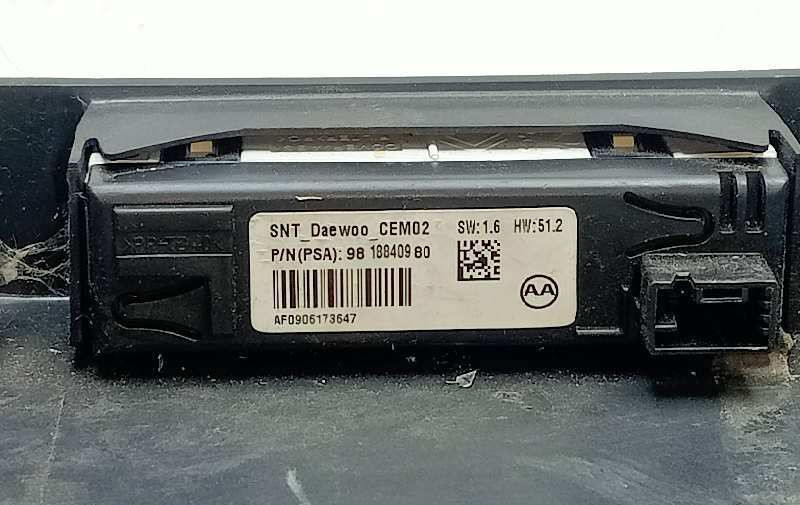 SNT_Daewoo_CEM02 SW:1.6 HW:51.2
P/N(PSA): 98 188409 80
AF0906173647
AA